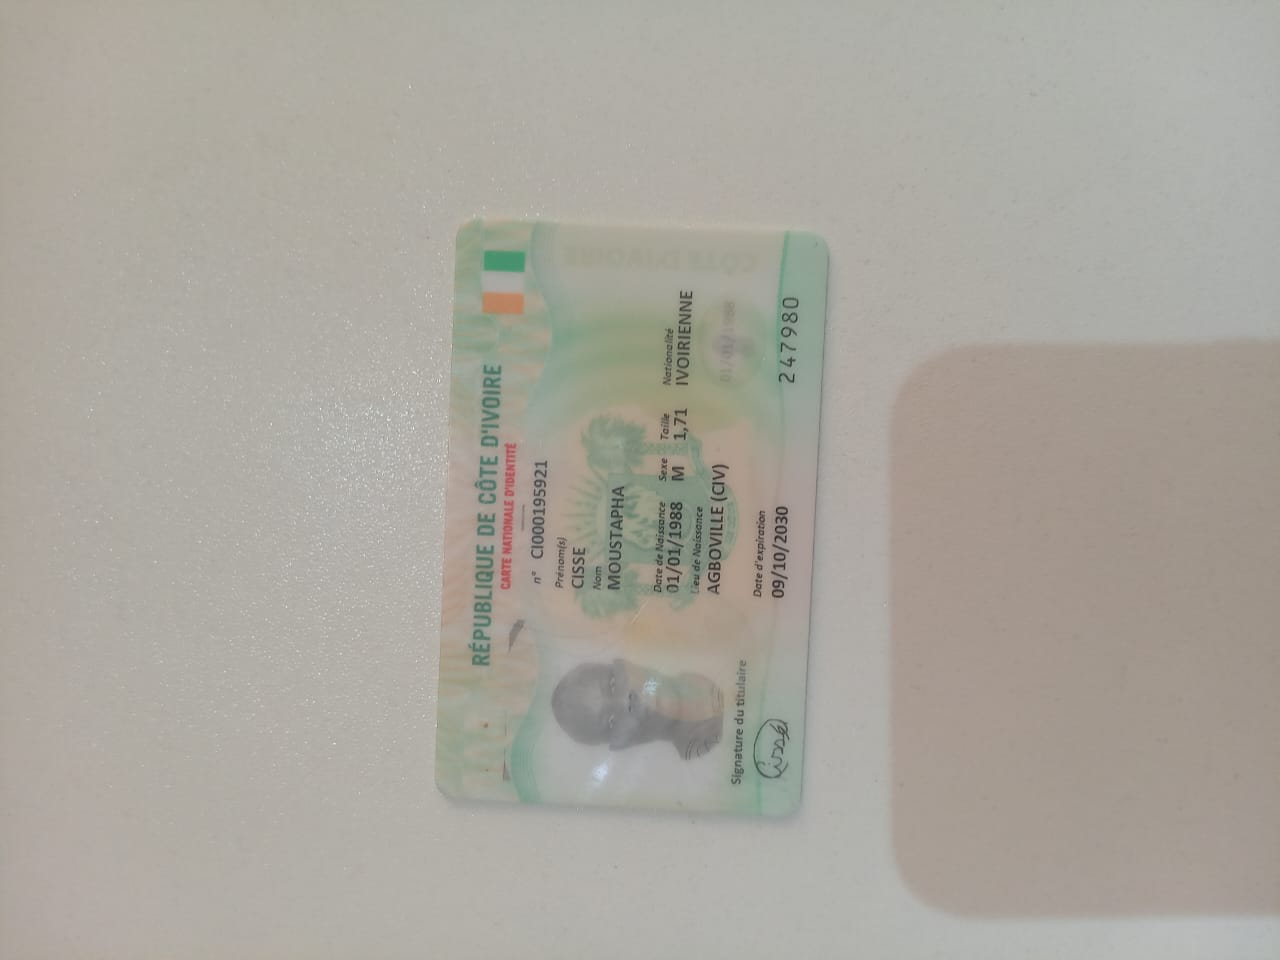 RÉPUBLIQUE DE CÔTE D'IVOIRE
CARTE NATIONALE D'IDENTITÉ
n° CI000195921
Prénom(s)
CISSE
Nom
MOUSTAPHA
Date de Naissance Sexe Taille Nationalité
01/01/1988 M 1,71 IVOIRIENNE
Lieu de Naissance
AGBOVILLE (CIV)
01/01/1988
Date d'expiration
09/10/2030
247980
Signature du titulaire
Cissé
CÔTE D'IVOIRE